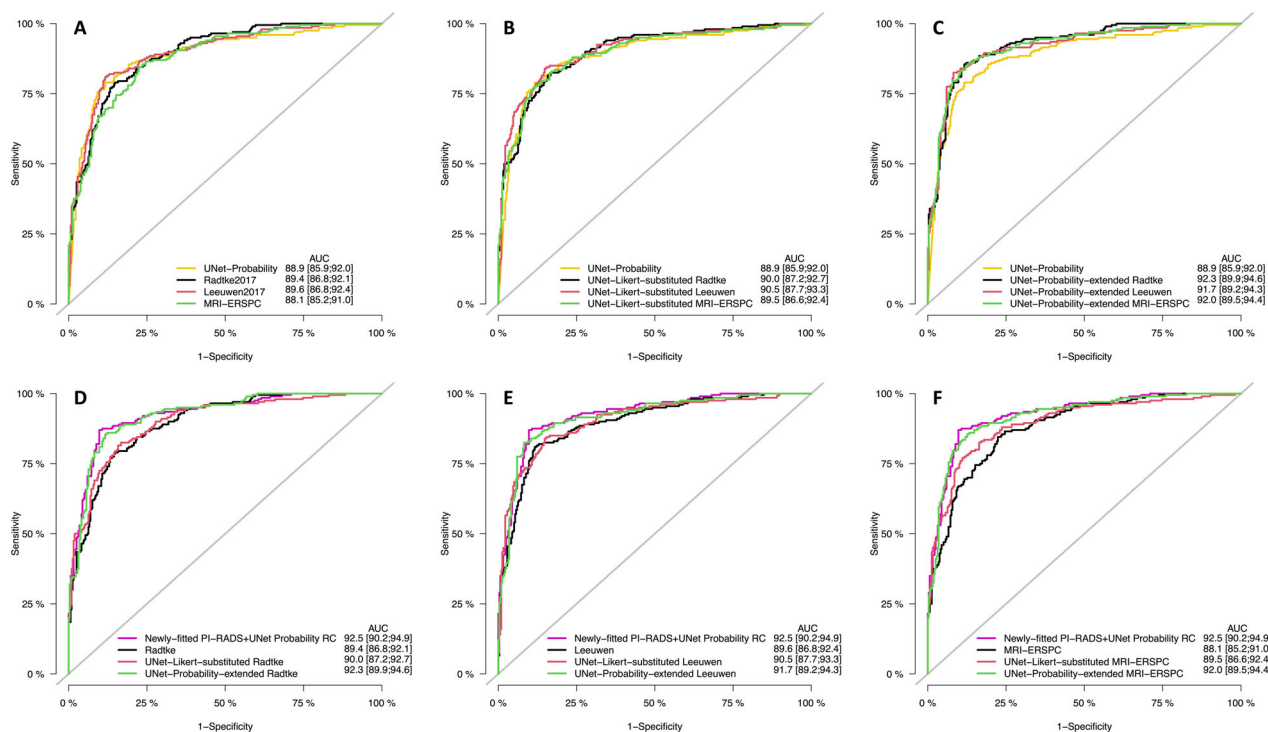 A
100 %
75 %
50 %
25 %
0 %
Sensitivity
AUC
UNet−Probability 88.9 [85.9;92.0]
Radtke2017 89.4 [86.8;92.1]
Leeuwen2017 89.6 [86.8;92.4]
MRI−ERSPC 88.1 [85.2;91.0]
0 % 25 % 50 % 75 % 100 %
1−Specificity
B
100 %
75 %
50 %
25 %
0 %
Sensitivity
AUC
UNet−Probability 88.9 [85.9;92.0]
UNet−Likert−substituted Radtke 90.0 [87.2;92.7]
UNet−Likert−substituted Leeuwen 90.5 [87.7;93.3]
UNet−Likert−substituted MRI−ERSPC 89.5 [86.6;92.4]
0 % 25 % 50 % 75 % 100 %
1−Specificity
C
100 %
75 %
50 %
25 %
0 %
Sensitivity
AUC
UNet−Probability 88.9 [85.9;92.0]
UNet−Probability−extended Radtke 92.3 [89.9;94.6]
UNet−Probability−extended Leeuwen 91.7 [89.2;94.3]
UNet−Probability−extended MRI−ERSPC 92.0 [89.5;94.4]
0 % 25 % 50 % 75 % 100 %
1−Specificity
D
100 %
75 %
50 %
25 %
0 %
Sensitivity
AUC
Newly−fitted PI−RADS+UNet Probability RC 92.5 [90.2;94.9]
Radtke 89.4 [86.8;92.1]
UNet−Likert−substituted Radtke 90.0 [87.2;92.7]
UNet−Probability−extended Radtke 92.3 [89.9;94.6]
0 % 25 % 50 % 75 % 100 %
1−Specificity
E
100 %
75 %
50 %
25 %
0 %
Sensitivity
AUC
Newly−fitted PI−RADS+UNet Probability RC 92.5 [90.2;94.9]
Leeuwen 89.6 [86.8;92.4]
UNet−Likert−substituted Leeuwen 90.5 [87.7;93.3]
UNet−Probability−extended Leeuwen 91.7 [89.2;94.3]
0 % 25 % 50 % 75 % 100 %
1−Specificity
F
100 %
75 %
50 %
25 %
0 %
Sensitivity
AUC
Newly−fitted PI−RADS+UNet Probability RC 92.5 [90.2;94.9
MRI−ERSPC 88.1 [85.2;91.0
UNet−Likert−substituted MRI−ERSPC 89.5 [86.6;92.4
UNet−Probability−extended MRI−ERSPC 92.0 [89.5;94.4
0 % 25 % 50 % 75 % 100 %
1−Specificity